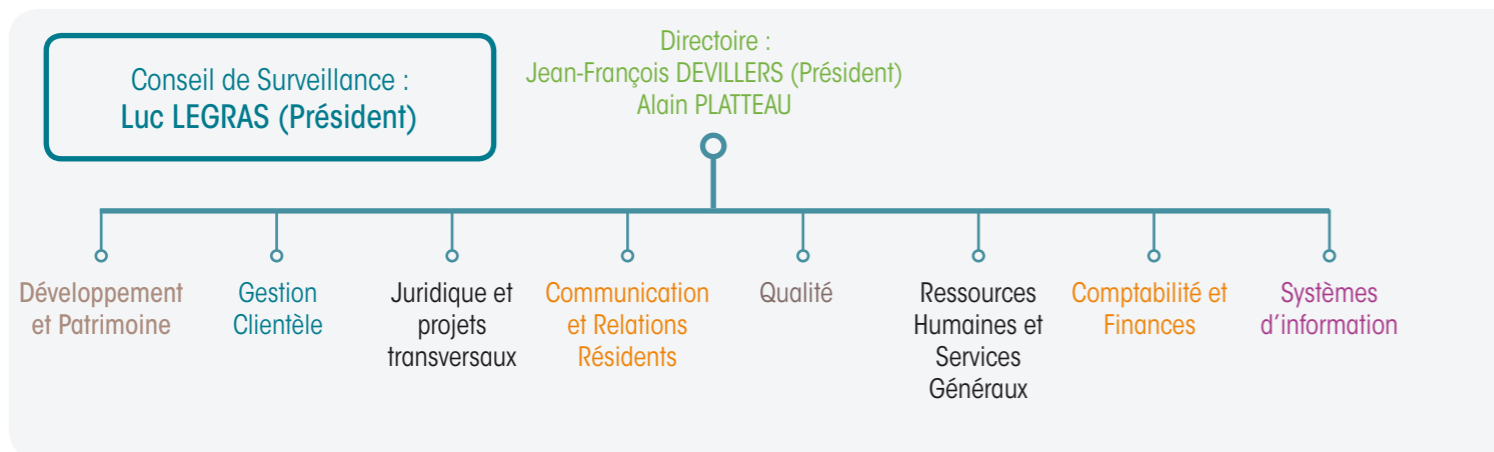 Conseil de Surveillance :
Luc LEGRAS (Président)
Directoire :
Jean-François DEVILLERS (Président)
Alain PLATTEAU
Développement
et Patrimoine
Gestion
Clientèle
Juridique et
projets
transversaux
Communication
et Relations
Résidents
Qualité
Ressources
Humaines et
Services
Généraux
Comptabilité et
Finances
Systèmes
d’information